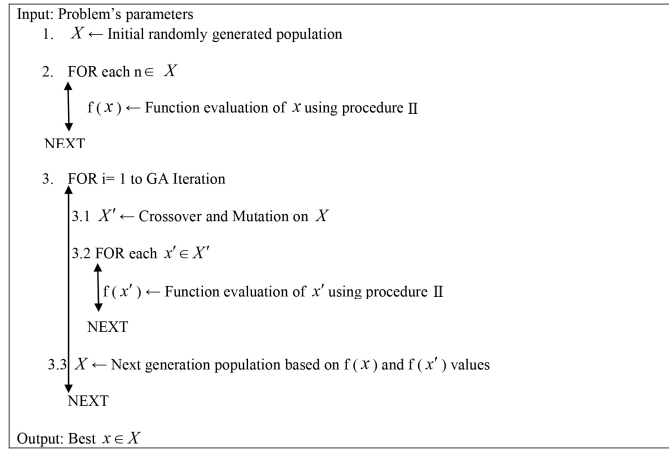 Input: Problem's parameters
1. X ← Initial randomly generated population
2. FOR each n ∈ X
f ( x ) ← Function evaluation of x using procedure II
NEXT
3. FOR i= 1 to GA Iteration
3.1 X′ ← Crossover and Mutation on X
3.2 FOR each x′ ∈ X′
f ( x′ ) ← Function evaluation of x′ using procedure II
NEXT
3.3 X ← Next generation population based on f ( x ) and f ( x′ ) values
NEXT
Output: Best x ∈ X